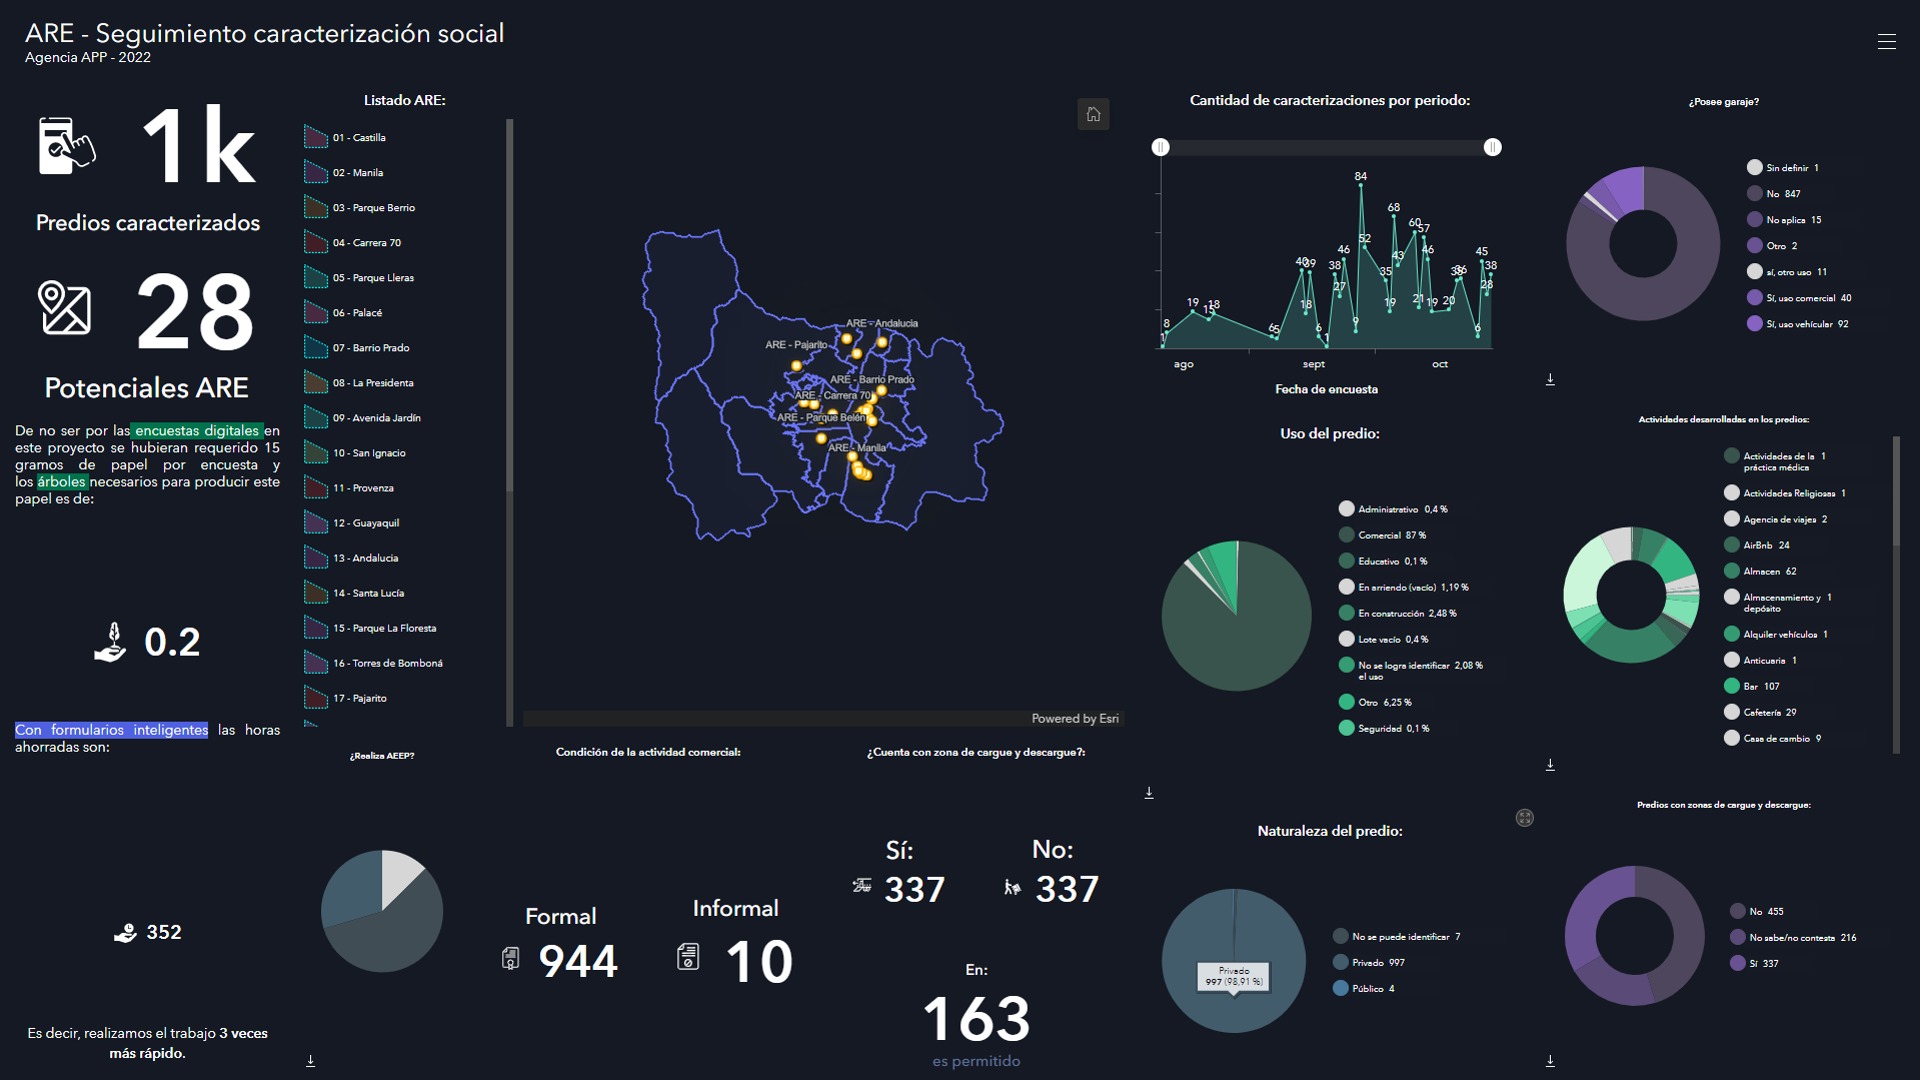 ARE - Seguimiento caracterización social
Agencia APP - 2022
1k
Predios caracterizados
28
Potenciales ARE
De no ser por las encuestas digitales en
este proyecto se hubieran requerido 15
gramos de papel por encuesta y
los árboles necesarios para producir este
papel es de:
0.2
Con formularios inteligentes las horas
ahorradas son:
352
Es decir, realizamos el trabajo 3 veces
más rápido.
Listado ARE:
01 - Castilla
02 - Manila
03 - Parque Berrio
04 - Carrera 70
05 - Parque Lleras
06 - Palacé
07 - Barrio Prado
08 - La Presidenta
09 - Avenida Jardín
10 - San Ignacio
11 - Provenza
12 - Guayaquil
13 - Andalucia
14 - Santa Lucía
15 - Parque La Floresta
16 - Torres de Bomboná
17 - Pajarito
ARE - Andalucia
ARE - Pajarito
ARE - Barrio Prado
ARE - Carrera 70
ARE - Parque Belén
ARE - Manila
Powered by Esri
¿Realiza AEEP?
Condición de la actividad comercial:
Formal
944
Informal
10
¿Cuenta con zona de cargue y descargue?:
Sí:
337
No:
337
En:
163
es permitido
Cantidad de caracterizaciones por periodo:
84
68
60
57
52
46
46
45
43
40
39
38
38
35
27
28
21
19
19
19
20
18
18
8
6
5
6
1
9
6
1
ago
sept
oct
Fecha de encuesta
Uso del predio:
Administrativo 0,4 %
Comercial 87 %
Educativo 0,1 %
En arriendo (vacío) 1,19 %
En construcción 2,48 %
Lote vacío 0,4 %
No se logra identificar 2,08 %
el uso
Otro 6,25 %
Seguridad 0,1 %
Naturaleza del predio:
Privado
997 (98,91 %)
No se puede identificar 7
Privado 997
Público 4
¿Posee garaje?
Sin definir 1
No 847
No aplica 15
Otro 2
sí, otro uso 11
Sí, uso comercial 40
Sí, uso vehícular 92
Actividades desarrolladas en los predios:
Actividades de la 1
práctica médica
Actividades Religiosas 1
Agencia de viajes 2
AirBnb 24
Almacen 62
Almacenamiento y 1
depósito
Alquiler vehículos 1
Anticuaria 1
Bar 107
Cafetería 29
Casa de cambio 9
Predios con zonas de cargue y descargue:
No 455
No sabe/no contesta 216
Sí 337